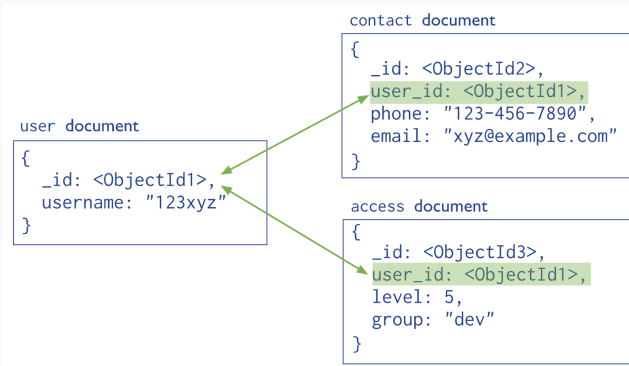 user document
{
_id: <ObjectId1>,
username: "123xyz"
}
contact document
{
_id: <ObjectId2>,
user_id: <ObjectId1>,
phone: "123-456-7890",
email: "xyz@example.com"
}
access document
{
_id: <ObjectId3>,
user_id: <ObjectId1>,
level: 5,
group: "dev"
}